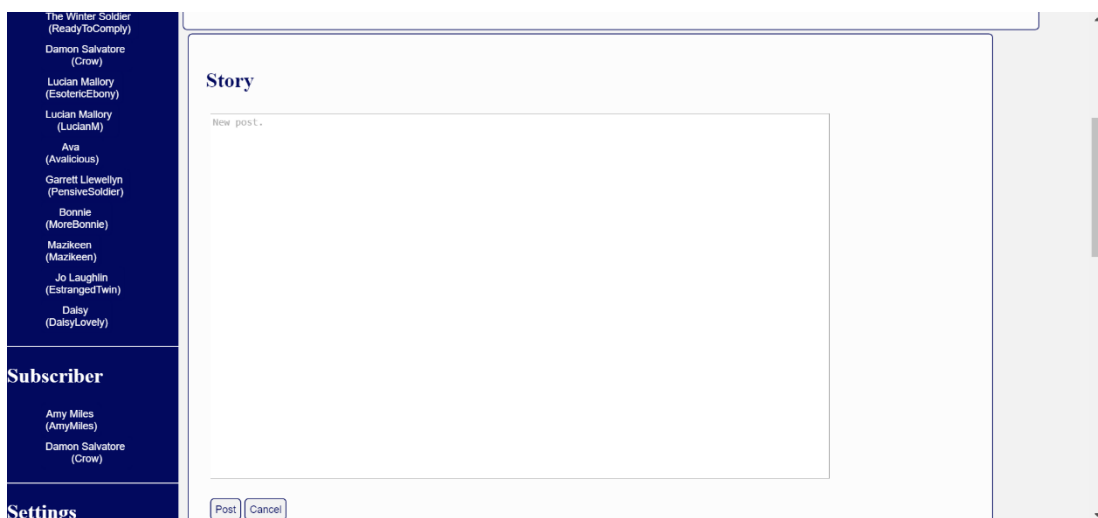 The Winter Soldier
(ReadyToComply)
Damon Salvatore
(Crow)
Lucian Mallory
(EsotericEbony)
Lucian Mallory
(LucianM)
Ava
(Avalicious)
Garrett Llewellyn
(PensiveSoldier)
Bonnie
(MoreBonnie)
Mazikeen
(Mazikeen)
Jo Laughlin
(EstrangedTwin)
Daisy
(DaisyLovely)
Subscriber
Amy Miles
(AmyMiles)
Damon Salvatore
(Crow)
Settings
Story
New post.
Post Cancel